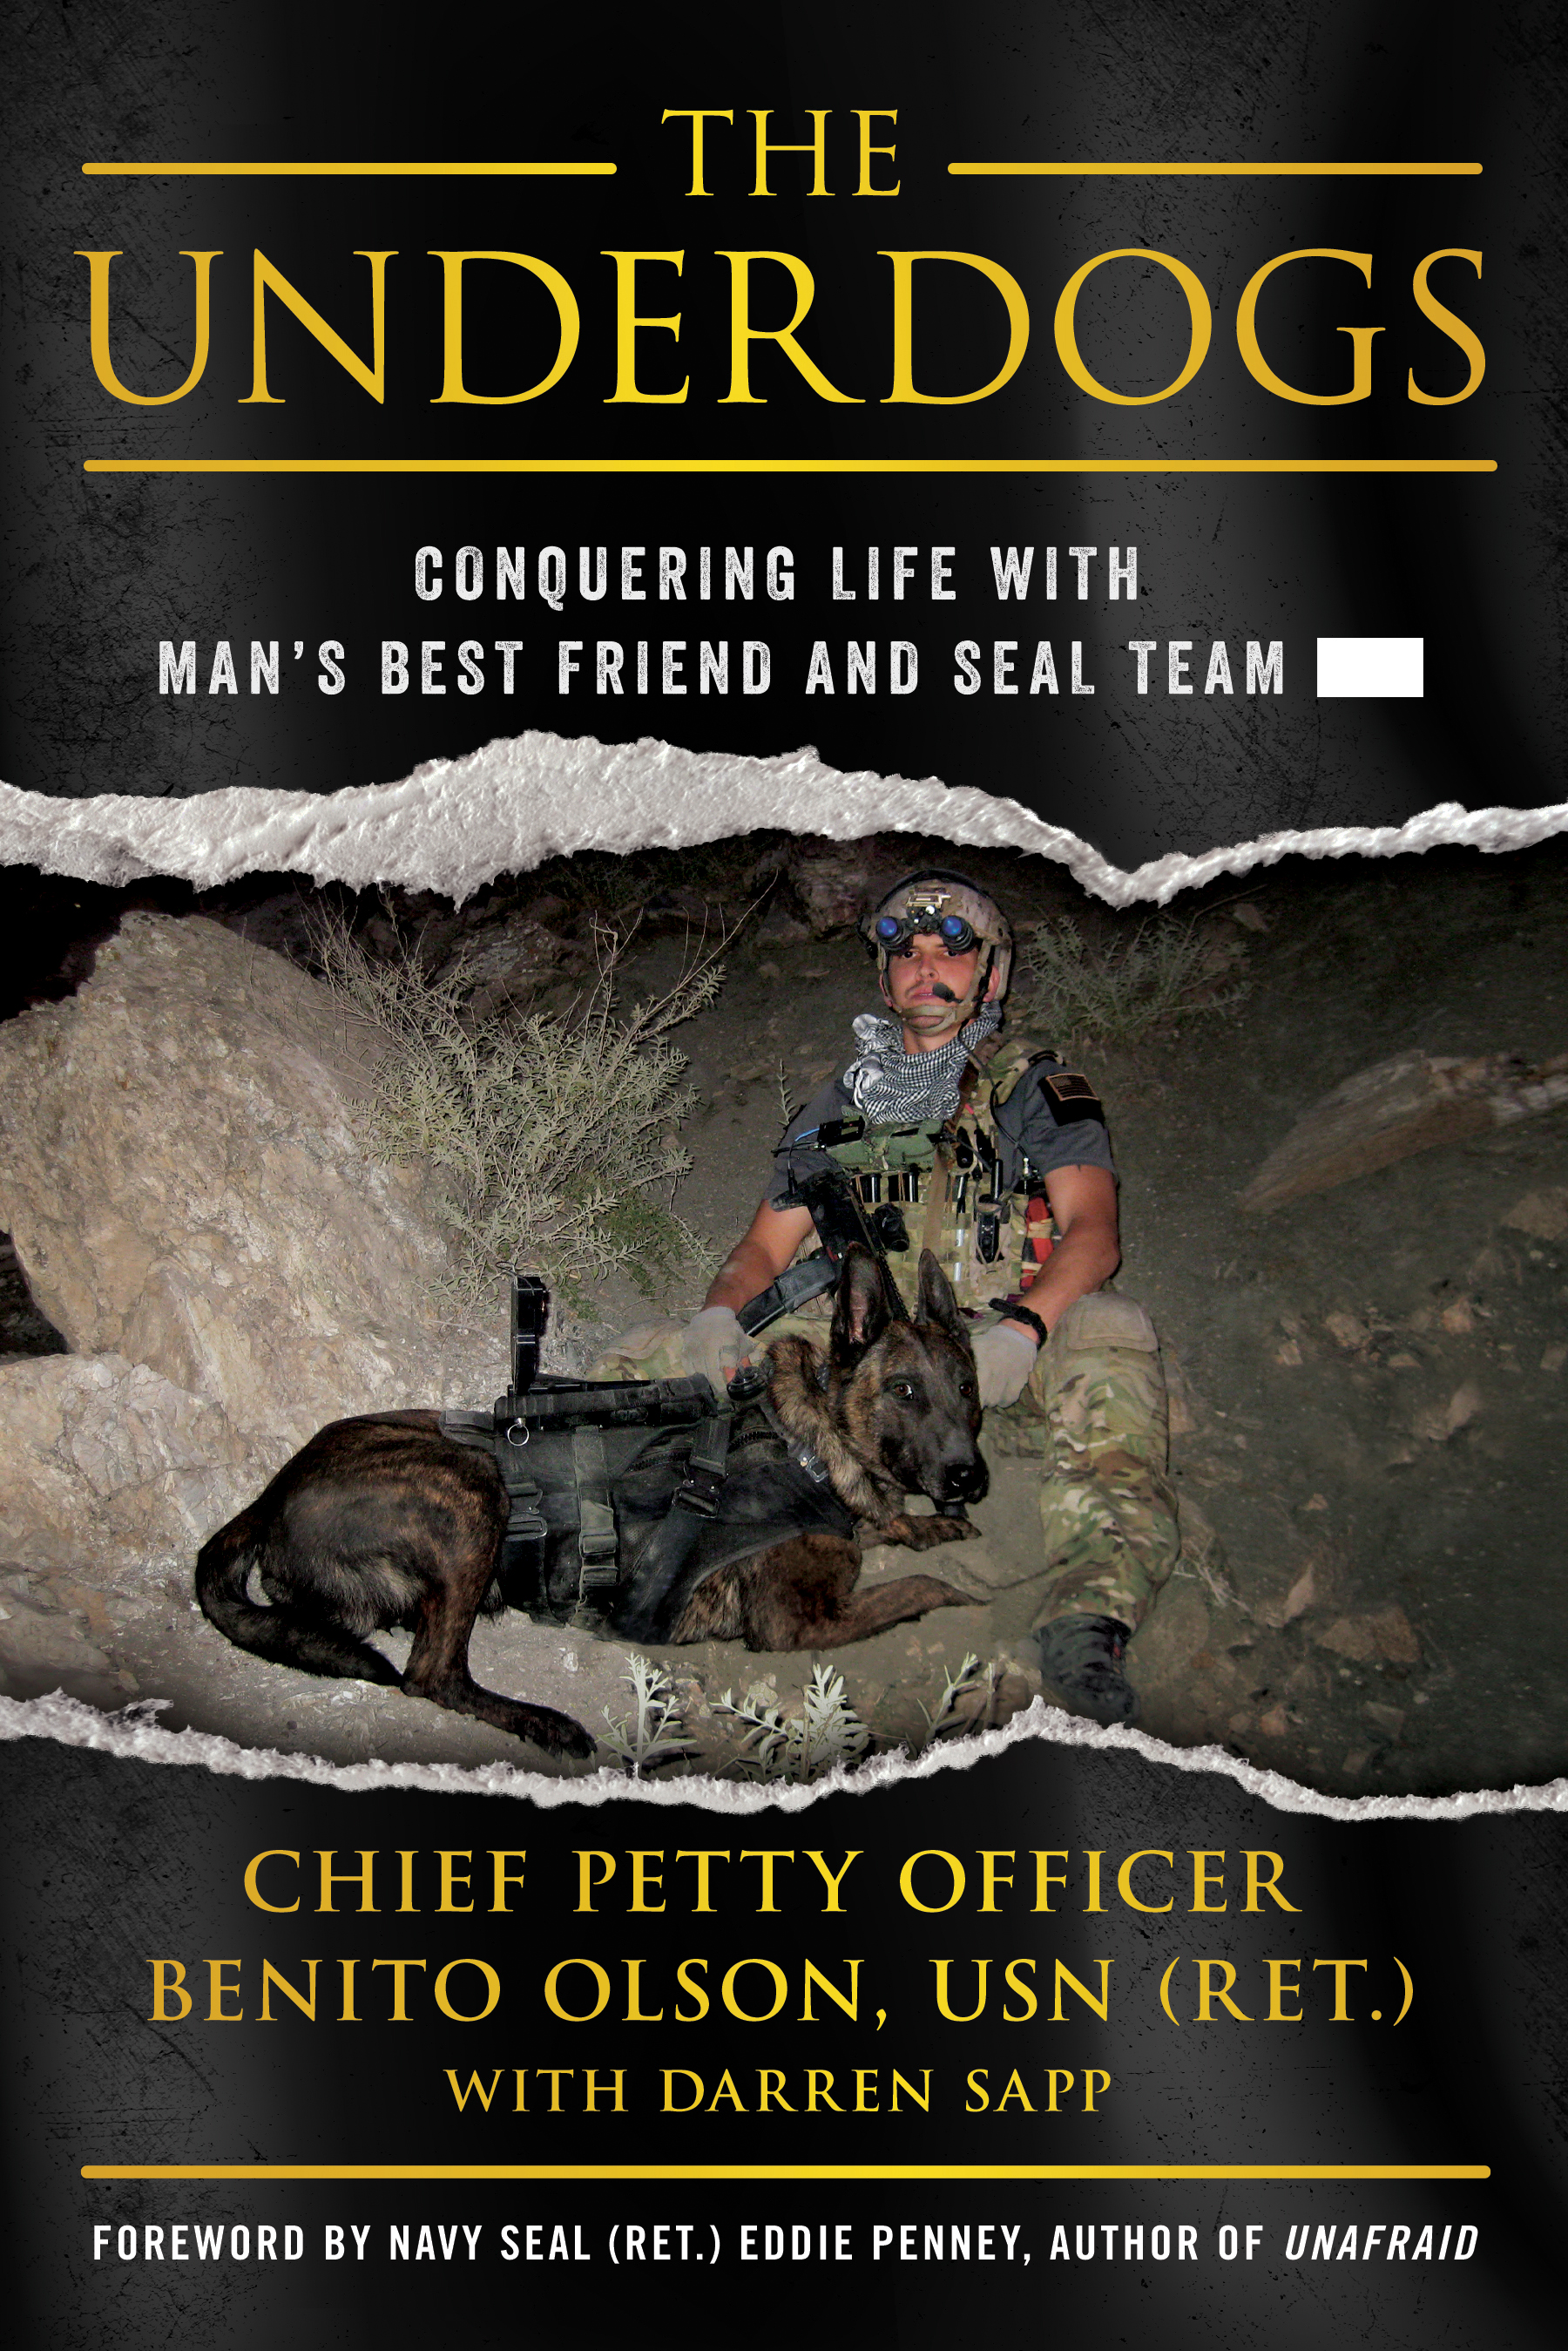 THE
UNDERDOGS
CONQUERING LIFE WITH
MAN'S BEST FRIEND AND SEAL TEAM
CHIEF PETTY OFFICER
BENITO OLSON, USN (RET.)
WITH DARREN SAPP
FOREWORD BY NAVY SEAL (RET.) EDDIE PENNEY, AUTHOR OF UNAFRAID